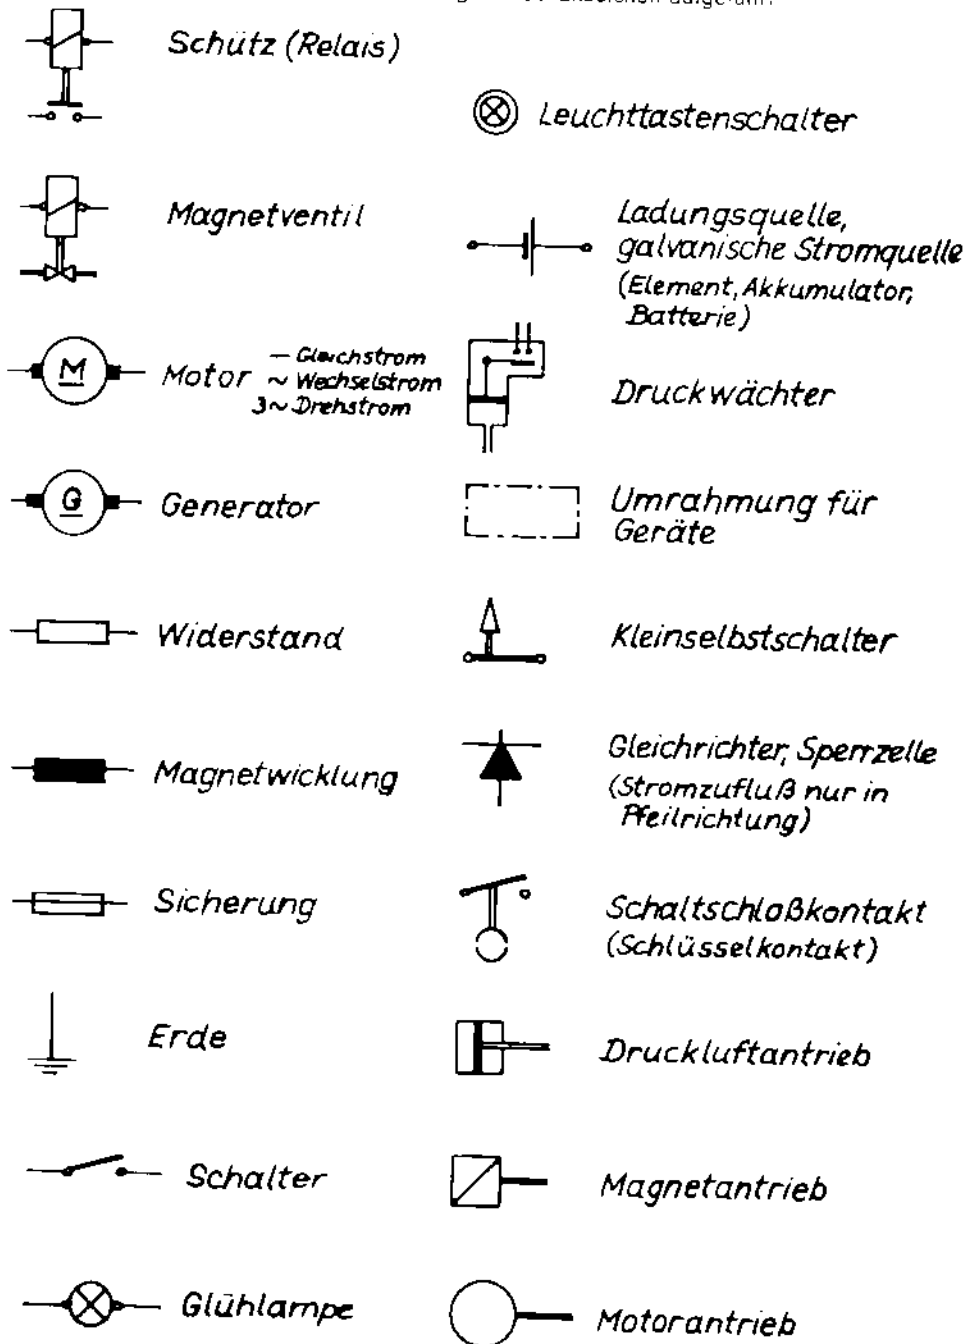 aufgeführt
Schütz (Relais)
Magnetventil
M
Motor
— Gleichstrom
~ Wechselstrom
3~ Drehstrom
G
Generator
Widerstand
Magnetwicklung
Sicherung
Erde
Schalter
Glühlampe
Leuchttastenschalter
Ladungsquelle,
galvanische Stromquelle
(Element, Akkumulator,
Batterie)
Druckwächter
Umrahmung für
Geräte
Kleinselbstschalter
Gleichrichter, Sperrzelle
(Stromzufluß nur in
Pfeilrichtung)
Schaltschloßkontakt
(Schlüsselkontakt)
Druckluftantrieb
Magnetantrieb
Motorantrieb